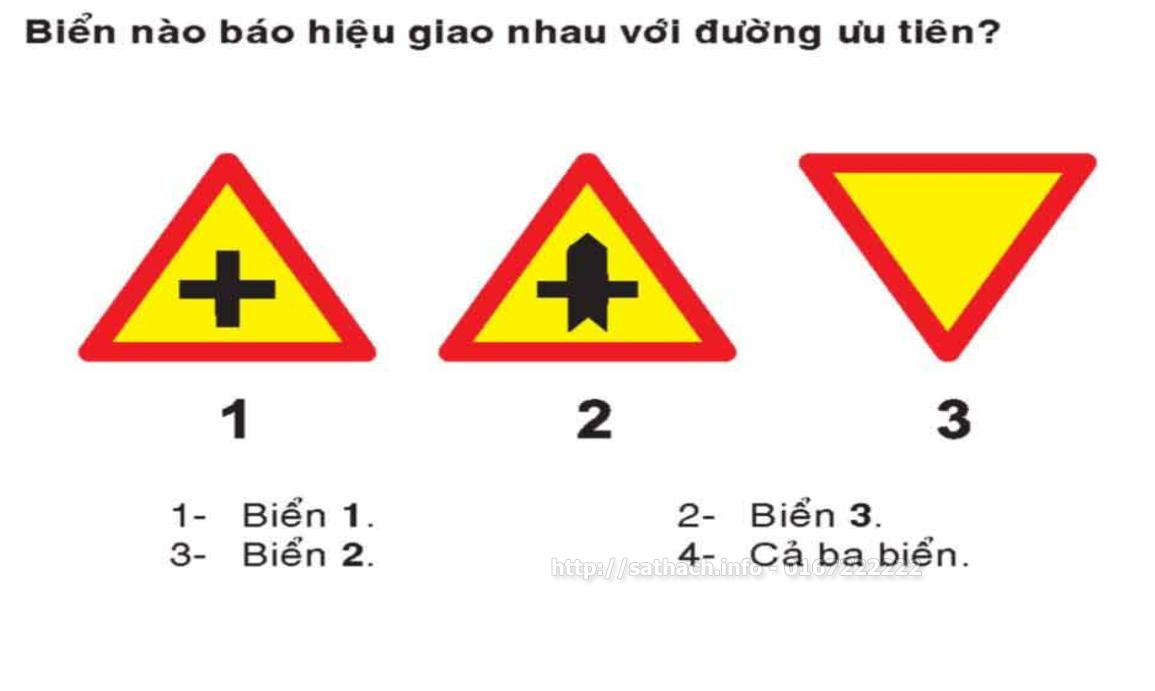 Biển nào báo hiệu giao nhau với đường ưu tiên?
1 2 3
1- Biển 1. 2- Biển 3.
3- Biển 2. 4- Cả ba biển.
http://sathach.info - 0167222222